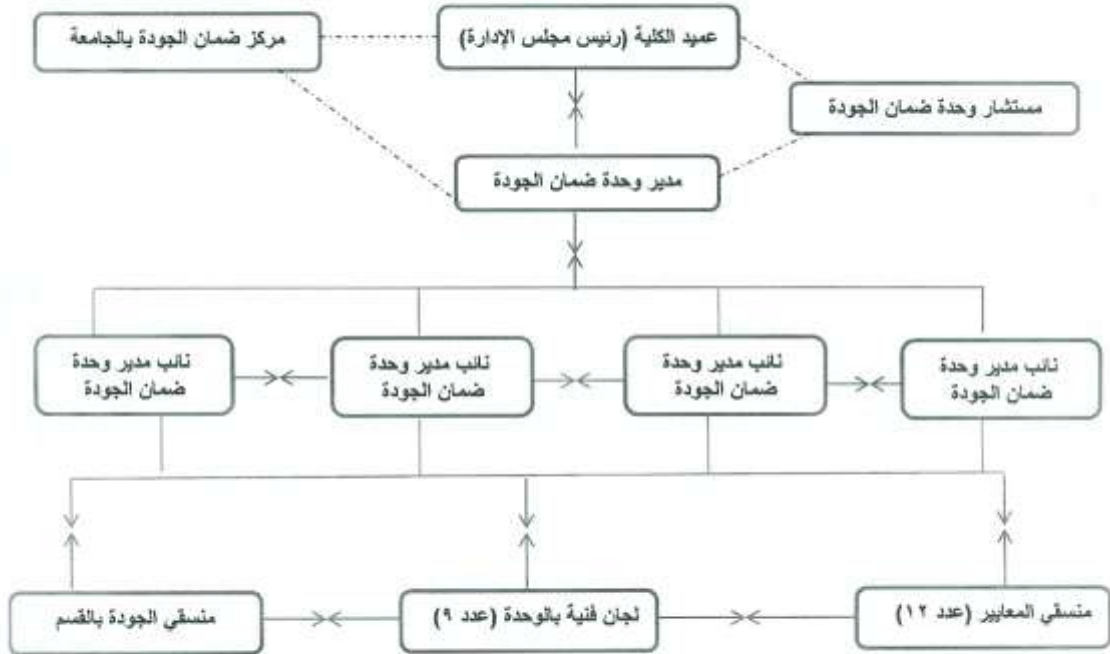 عميد الكلية (رئيس مجلس الإدارة)
مركز ضمان الجودة بالجامعة
مستشار وحدة ضمان الجودة
مدير وحدة ضمان الجودة
نائب مدير وحدة
ضمان الجودة
نائب مدير وحدة
ضمان الجودة
نائب مدير وحدة
ضمان الجودة
نائب مدير وحدة
ضمان الجودة
منسقي المعايير (عدد ١٢)
لجان فنية بالوحدة (عدد ٩)
منسقي الجودة بالقسم